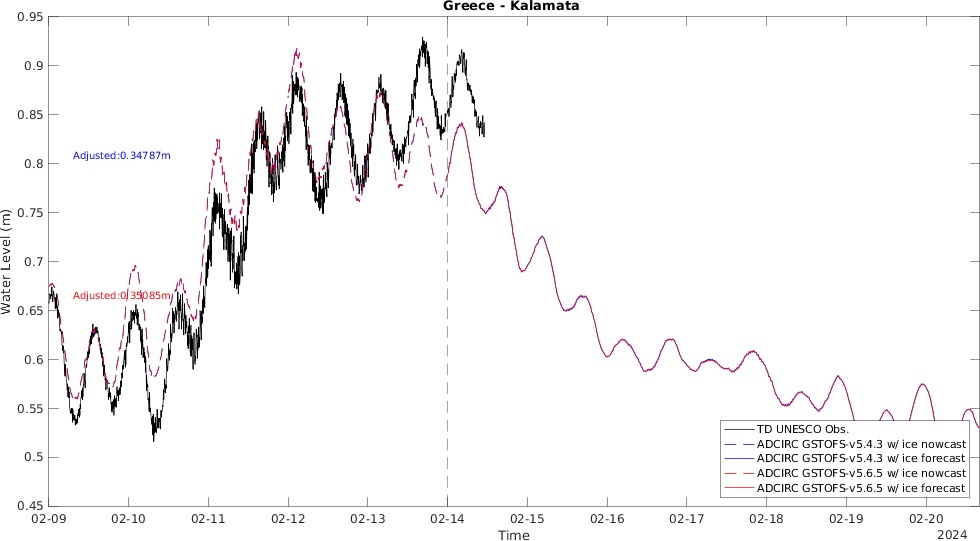 Greece - Kalamata
Water Level (m)
0.95
0.9
0.85
0.8
0.75
0.7
0.65
0.6
0.55
0.5
0.45
Adjusted:0.34787m
Adjusted:0.35085m
TD UNESCO Obs.
ADCIRC GSTOFS-v5.4.3 w/ ice nowcast
ADCIRC GSTOFS-v5.4.3 w/ ice forecast
ADCIRC GSTOFS-v5.6.5 w/ ice nowcast
ADCIRC GSTOFS-v5.6.5 w/ ice forecast
02-09 02-10 02-11 02-12 02-13 02-14 02-15 02-16 02-17 02-18 02-19 02-20
Time
2024